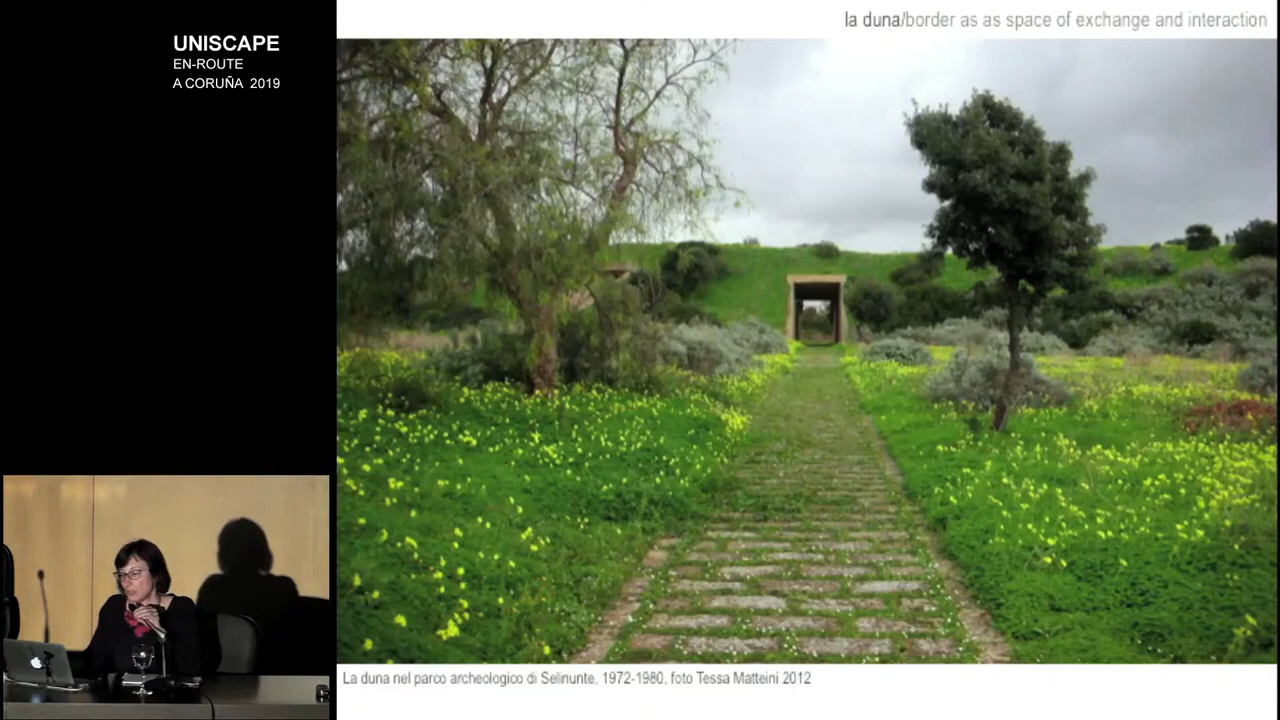 UNISCAPE
EN-ROUTE
A CORUÑA 2019
la duna/border as as space of exchange and interaction
La duna nel parco archeologico di Selinunte, 1972-1980, foto Tessa Matteini 2012